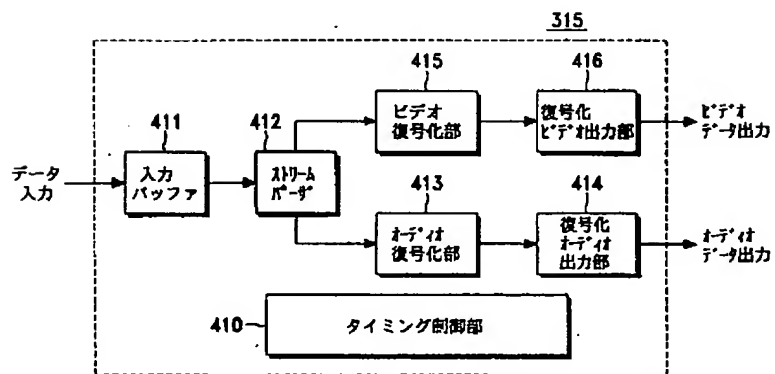 315
415
416
ビデオ
復号化部
復号化
ビデオ出力部
ビデオ
データ出力
411
412
データ
入力
入力
バッファ
ストリーム
パーザ
413
414
オーディオ
復号化部
復号化
オーディオ
出力部
オーディオ
データ出力
410
タイミング制御部